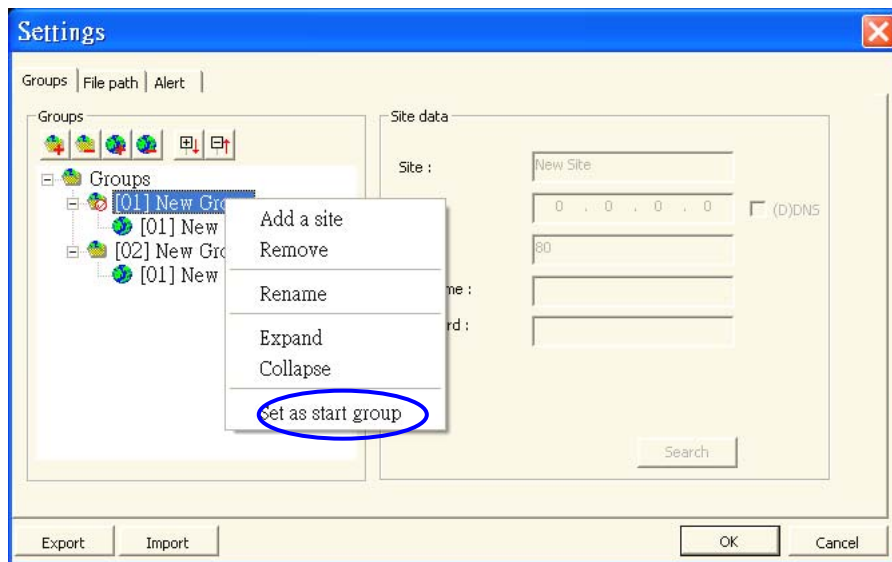 Settings
Groups File path Alert
Groups
Groups
[01] New Gro
[01] New
[02] New Gro
[01] New
Add a site
Remove
Rename
Expand
Collapse
Set as start group
Site data
Site :
New Site
0 . 0 . 0 . 0
(D)DNS
80
me :
rd :
Search
Export
Import
OK
Cancel